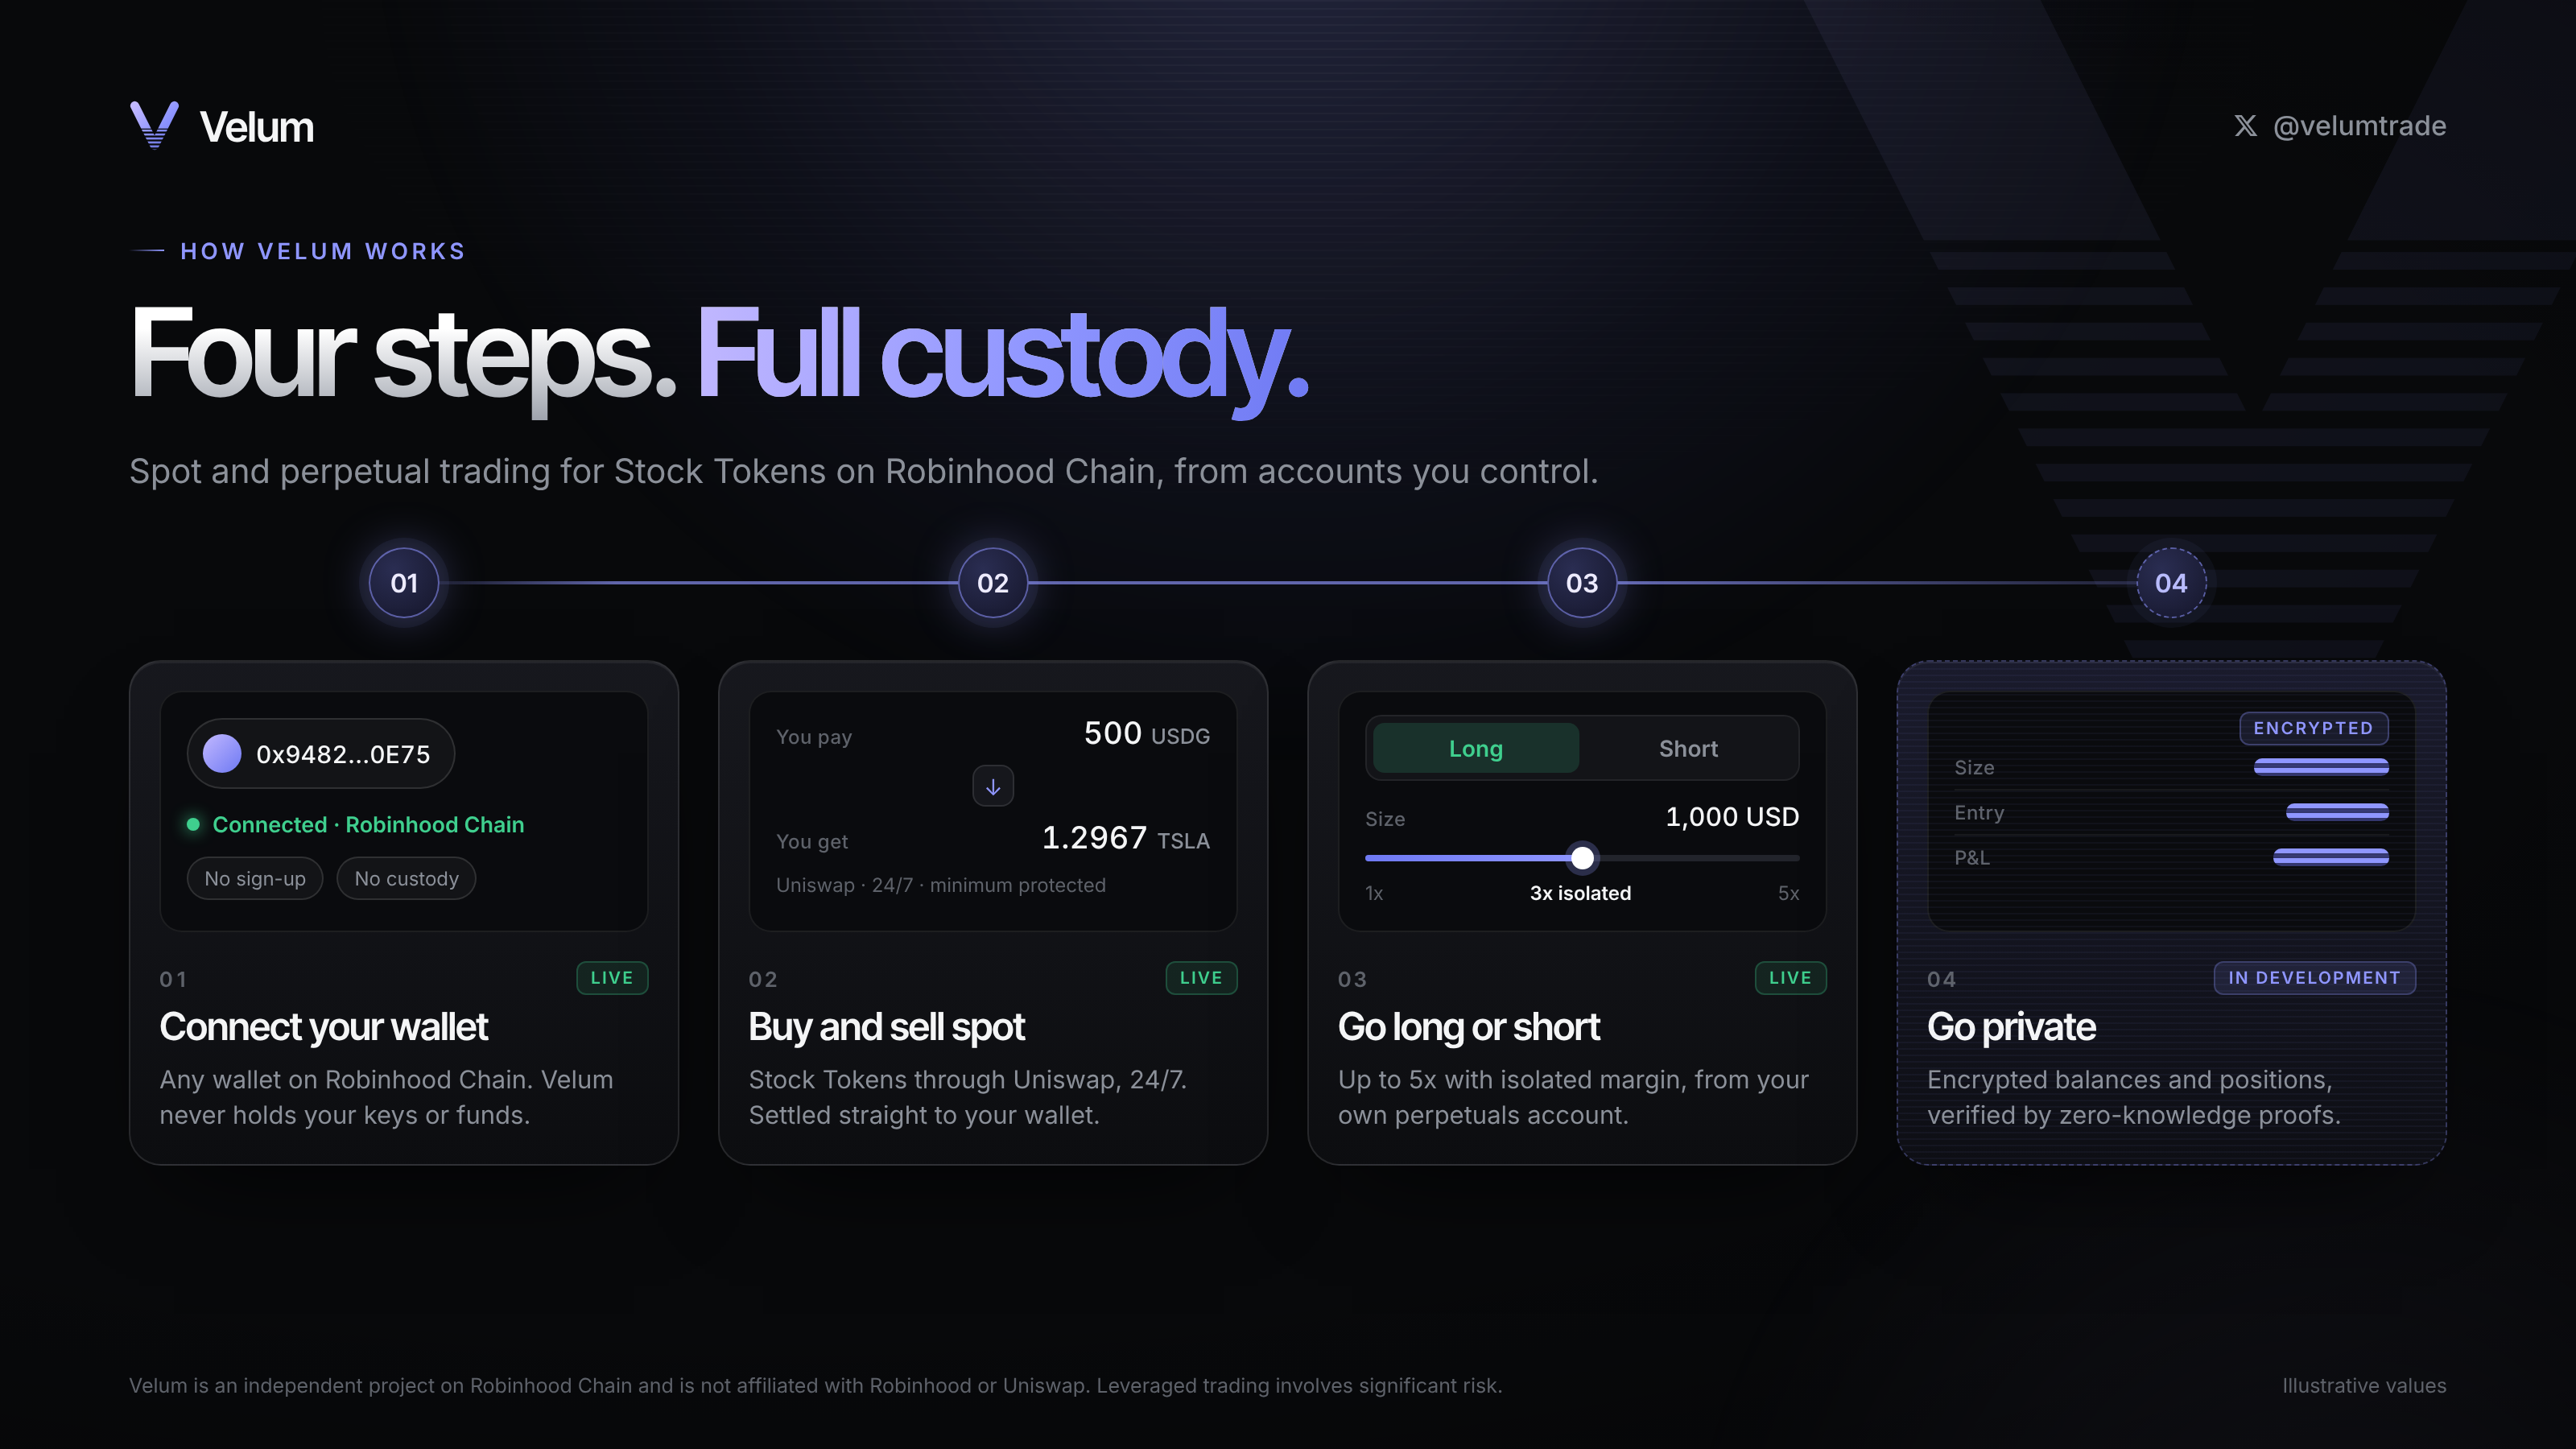 Velum
@velumtrade
HOW VELUM WORKS
Four steps. Full custody.
Spot and perpetual trading for Stock Tokens on Robinhood Chain, from accounts you control.
01
02
03
04
0x9482...0E75
Connected · Robinhood Chain
No sign-up
No custody
01
LIVE
Connect your wallet
Any wallet on Robinhood Chain. Velum
never holds your keys or funds.
You pay
500 USDG
You get
1.2967 TSLA
Uniswap · 24/7 · minimum protected
02
LIVE
Buy and sell spot
Stock Tokens through Uniswap, 24/7.
Settled straight to your wallet.
Long
Short
Size
1,000 USD
1x
3x isolated
5x
03
LIVE
Go long or short
Up to 5x with isolated margin, from your
own perpetuals account.
ENCRYPTED
Size
Entry
P&L
04
IN DEVELOPMENT
Go private
Encrypted balances and positions,
verified by zero-knowledge proofs.
Velum is an independent project on Robinhood Chain and is not affiliated with Robinhood or Uniswap. Leveraged trading involves significant risk.
Illustrative values